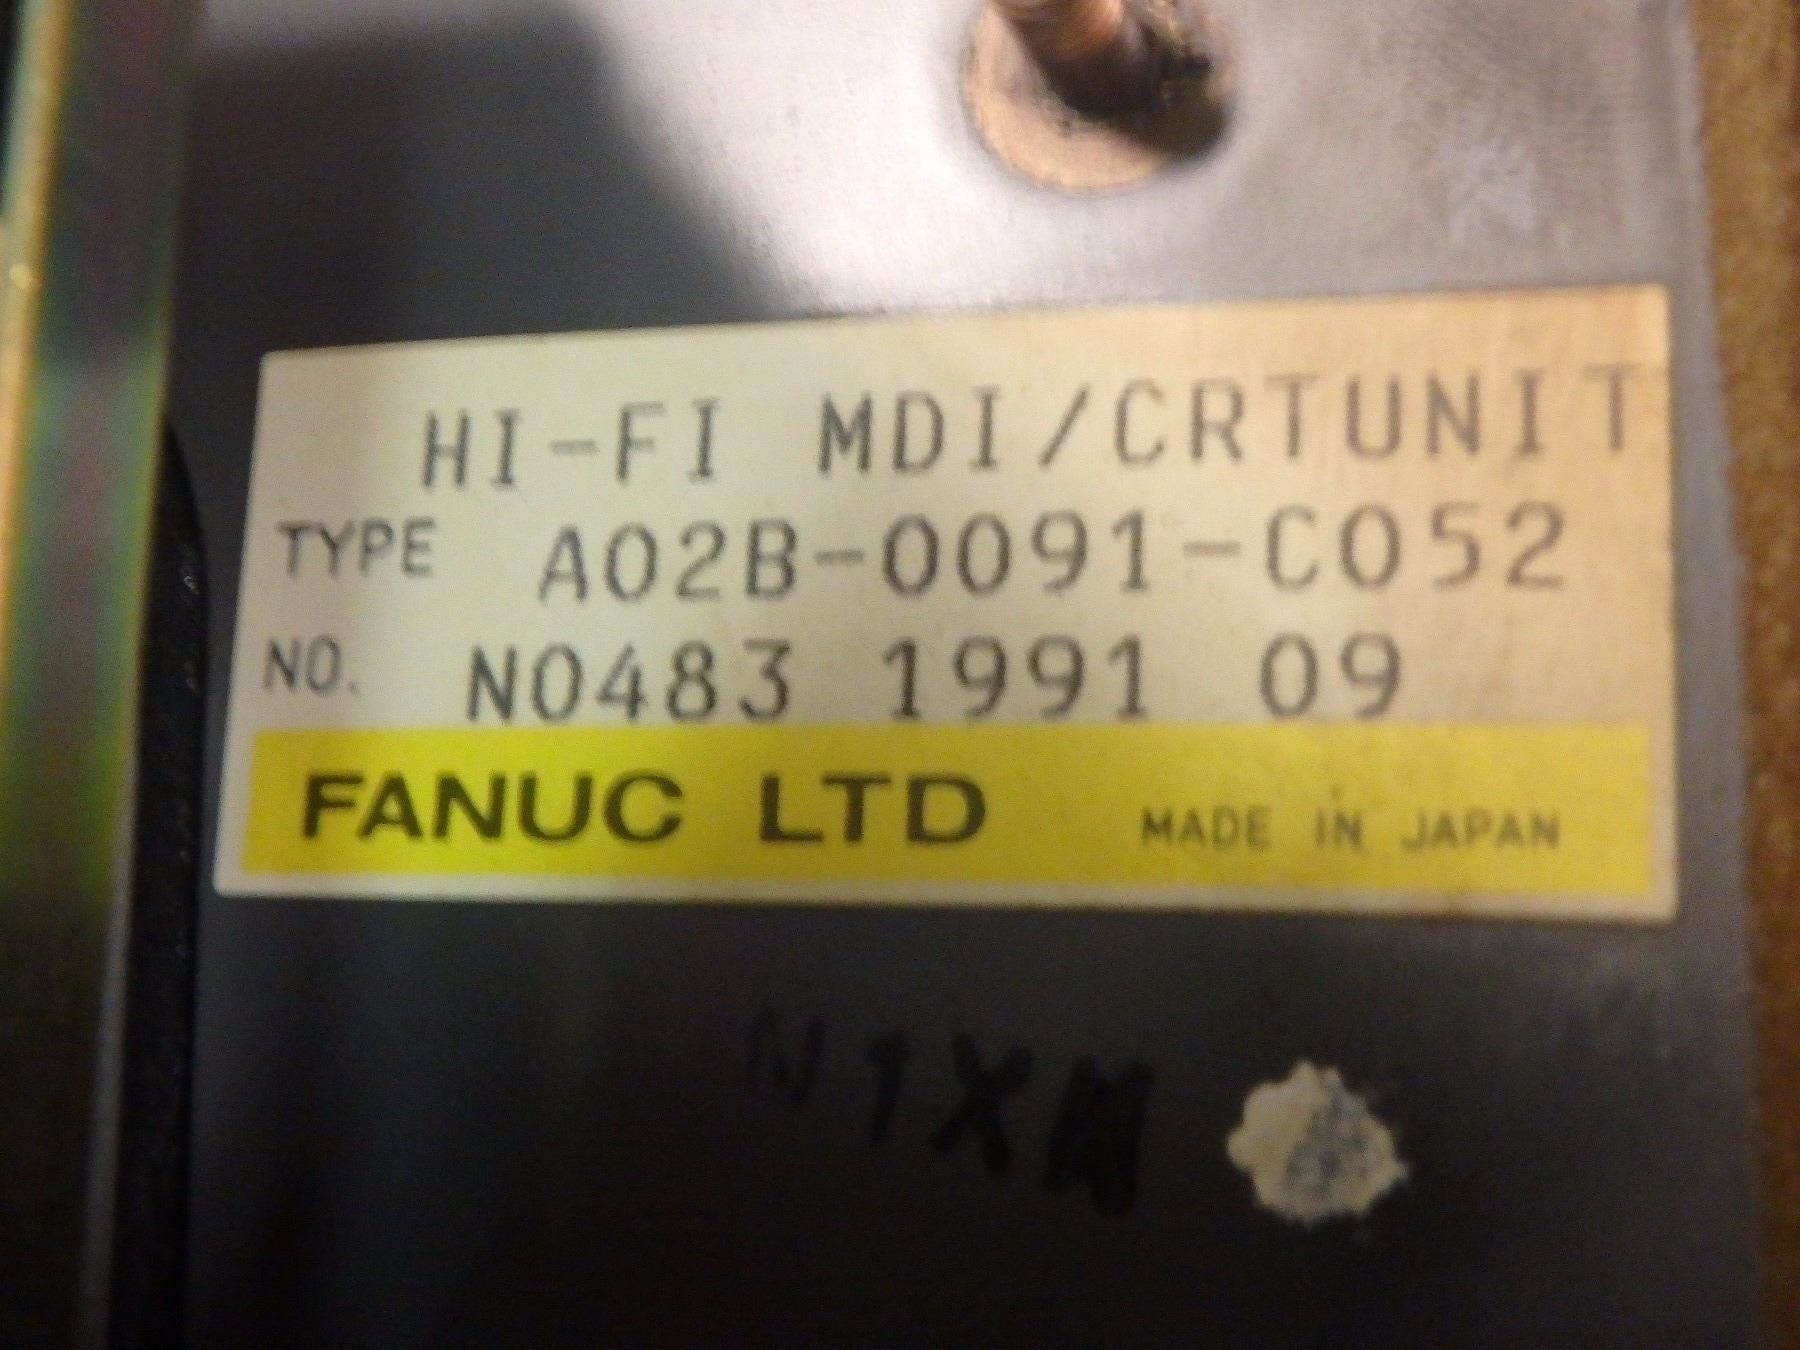 HI-FI MDI/CRTUNIT
TYPE A02B-0091-C052
NO. N0483 1991 09
FANUC LTD MADE IN JAPAN